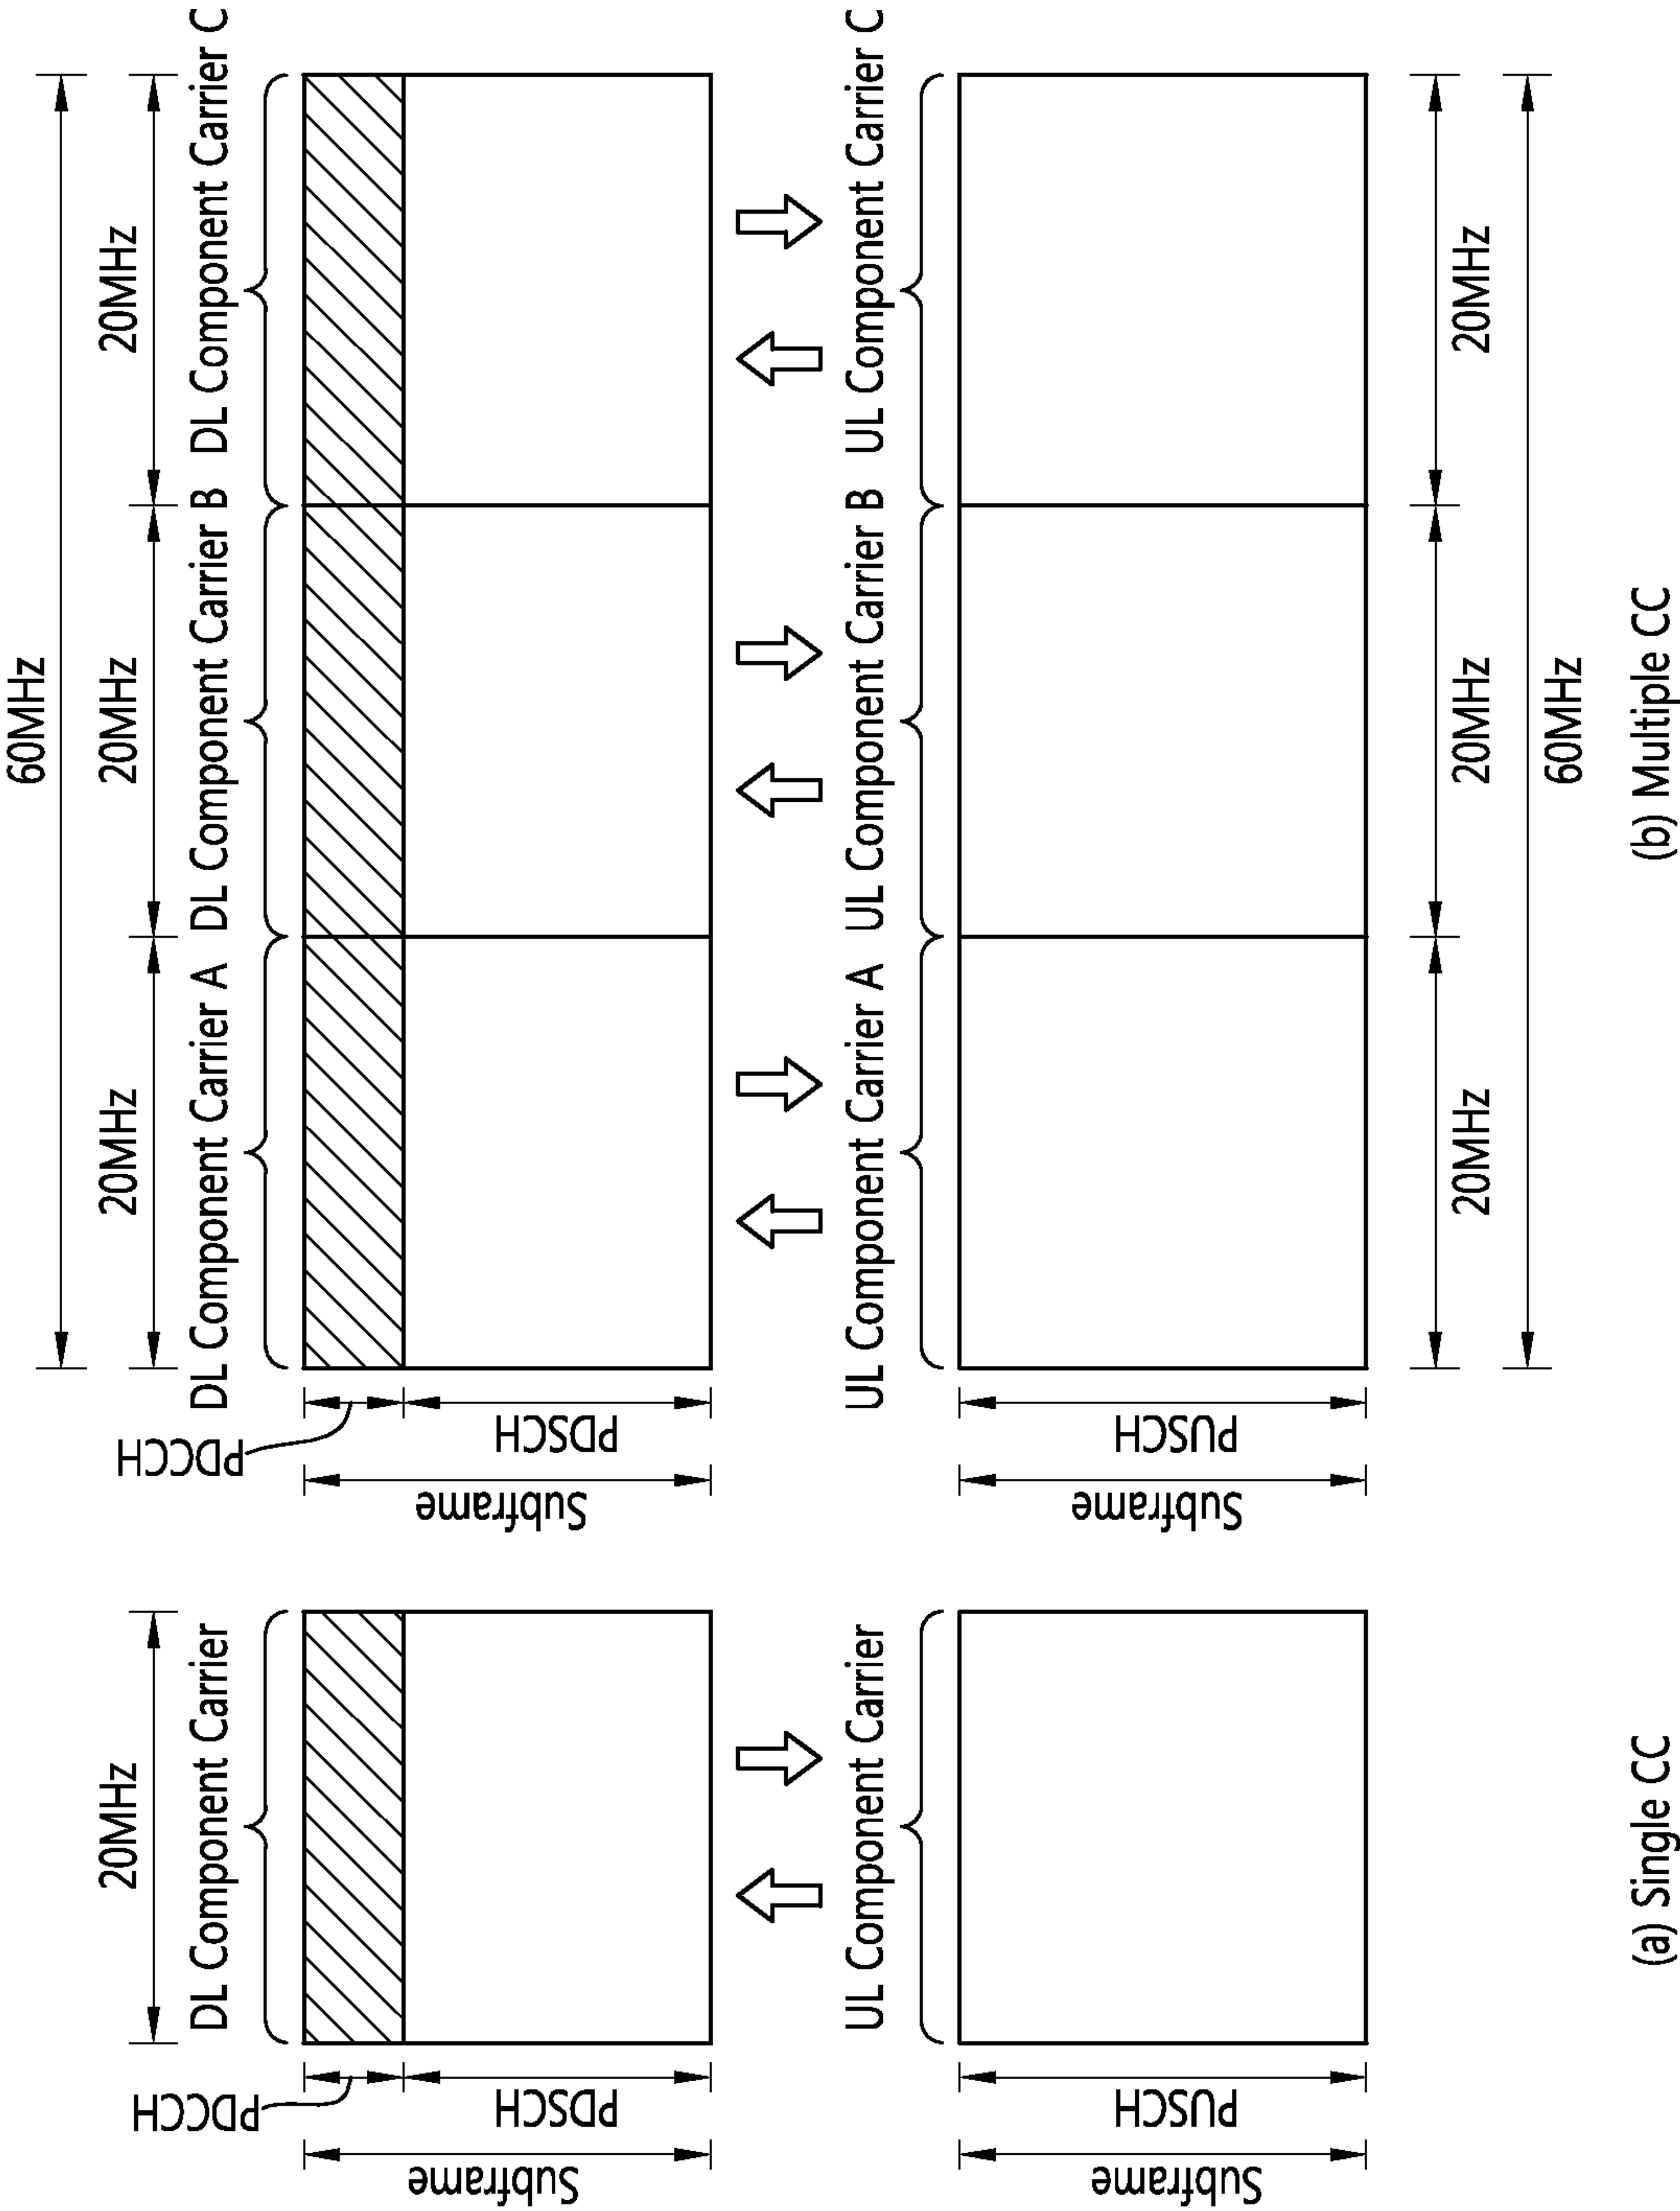 20MHz
DL Component Carrier
PDCCH
PDSCH
Subframe
UL Component Carrier
PUSCH
Subframe
(a) Single CC
60MHz
20MHz
20MHz
20MHz
DL Component Carrier A
DL Component Carrier B
DL Component Carrier C
PDCCH
PDSCH
Subframe
UL Component Carrier A
UL Component Carrier B
UL Component Carrier C
PUSCH
Subframe
20MHz
20MHz
20MHz
60MHz
(b) Multiple CC